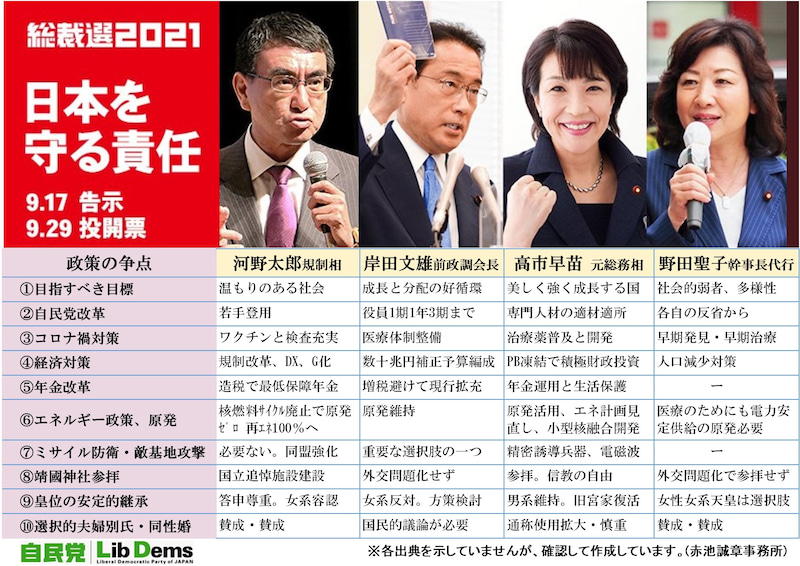 総裁選2021
日本を
守る責任
9.17 告示
9.29 投開票
政策の争点 河野太郎規制相 岸田文雄前政調会長 高市早苗 元総務相 野田聖子幹事長代行
①目指すべき目標 温もりのある社会 成長と分配の好循環 美しく強く成長する国 社会的弱者、多様性
②自民党改革 若手登用 役員1期1年3期まで 専門人材の適材適所 各自の反省から
③コロナ禍対策 ワクチンと検査充実 医療体制整備 治療薬普及と開発 早期発見・早期治療
④経済対策 規制改革、DX、G化 数十兆円補正予算編成 PB凍結で積極財政投資 人口減少対策
⑤年金改革 造税で最低保障年金 増税避けて現行拡充 年金運用と生活保護 ー
⑥エネルギー政策、原発 核燃料ｻｲｸﾙ廃止で原発 原発維持 原発活用、エネ計画見 医療のためにも電力安
ｾﾞﾛ 再ｴﾈ100％へ 直し、小型核融合開発 定供給の原発必要
⑦ミサイル防衛・敵基地攻撃 必要ない。同盟強化 重要な選択肢の一つ 精密誘導兵器、電磁波 ー
⑧靖國神社参拝 国立追悼施設建設 外交問題化せず 参拝。信教の自由 外交問題化で参拝せず
⑨皇位の安定的継承 答申尊重。女系容認 女系反対。方策検討 男系維持。旧宮家復活 女性女系天皇は選択肢
⑩選択的夫婦別氏・同性婚 賛成・賛成 国民的議論が必要 通称使用拡大・慎重 賛成・賛成
自民党 Lib Dems
Liberal Democratic Party of JAPAN
※各出典を示していませんが、確認して作成しています。(赤池誠章事務所)